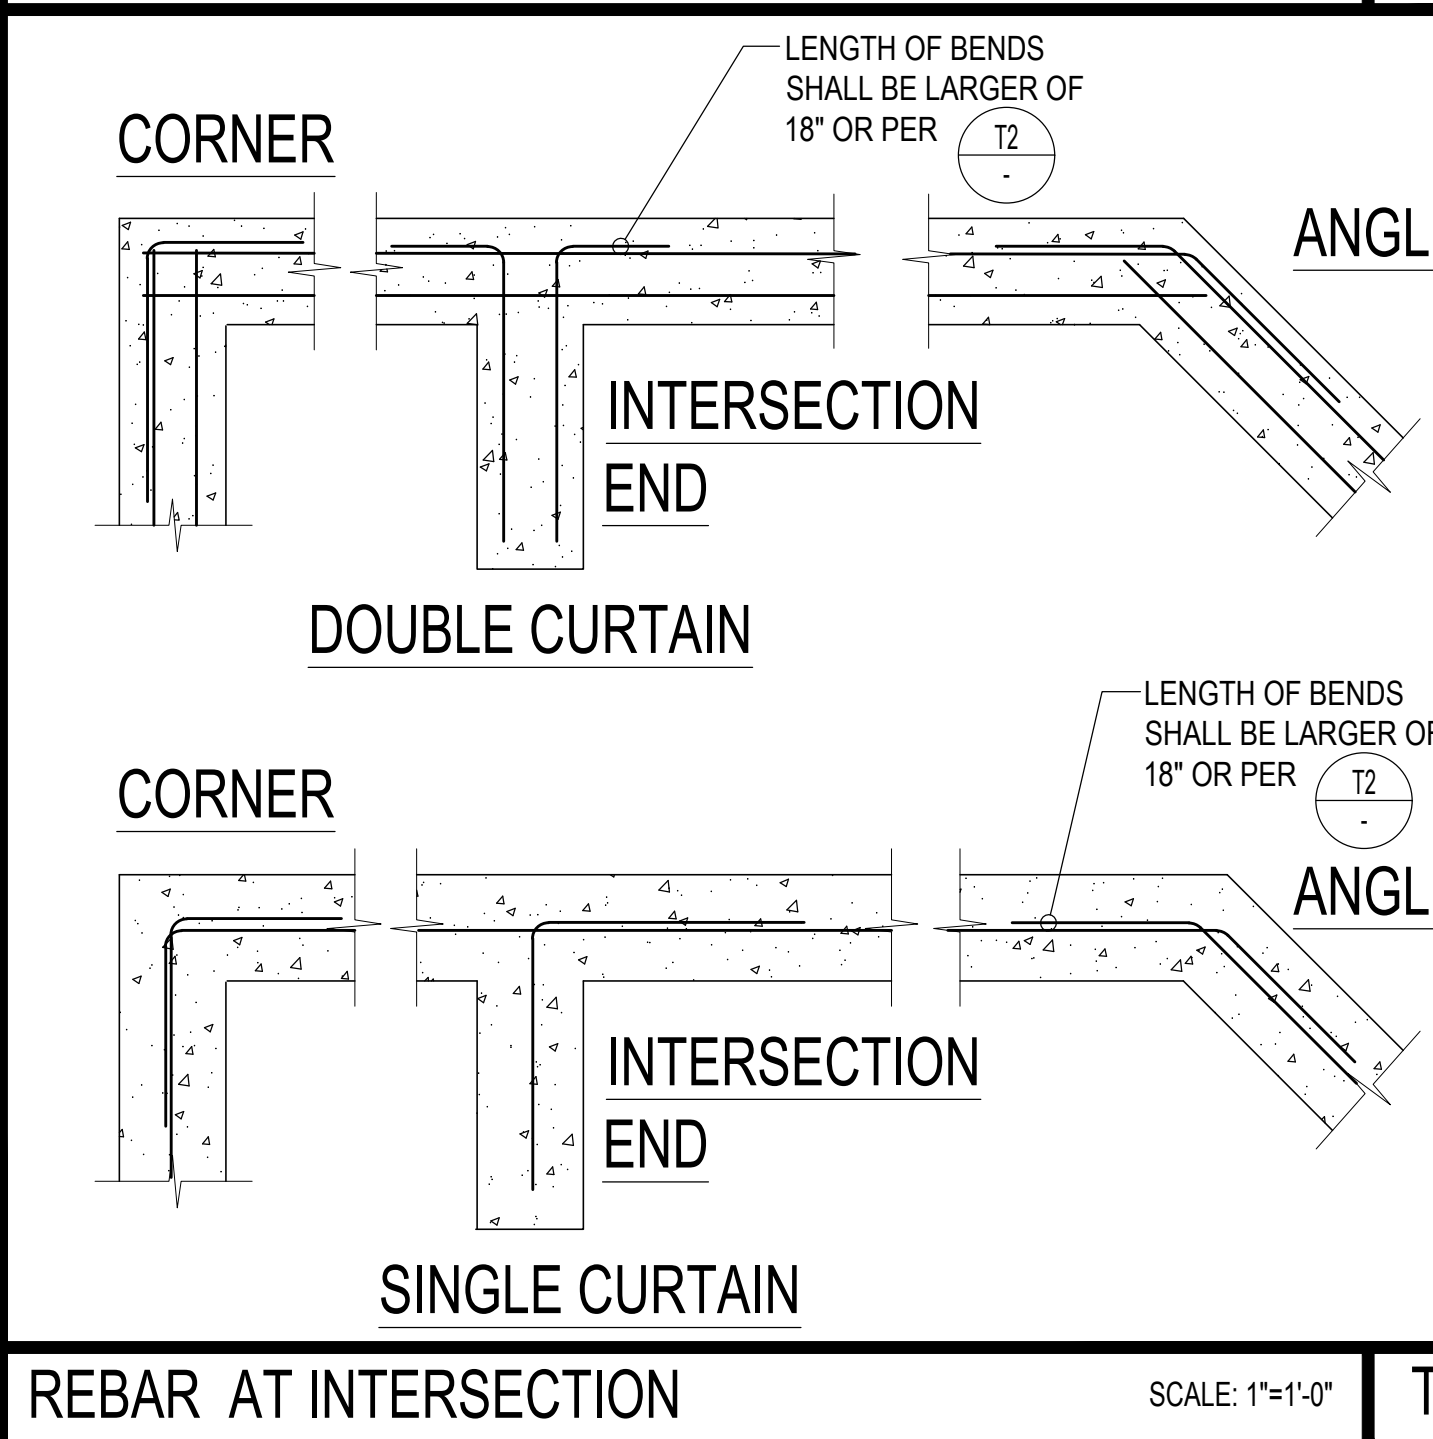 LENGTH OF BENDS
SHALL BE LARGER OF
18" OR PER
T2
-
CORNER
ANGL
INTERSECTION
END
DOUBLE CURTAIN
LENGTH OF BENDS
SHALL BE LARGER OF
18" OR PER
T2
-
CORNER
ANGL
INTERSECTION
END
SINGLE CURTAIN
REBAR AT INTERSECTION
SCALE: 1"=1'-0"
T